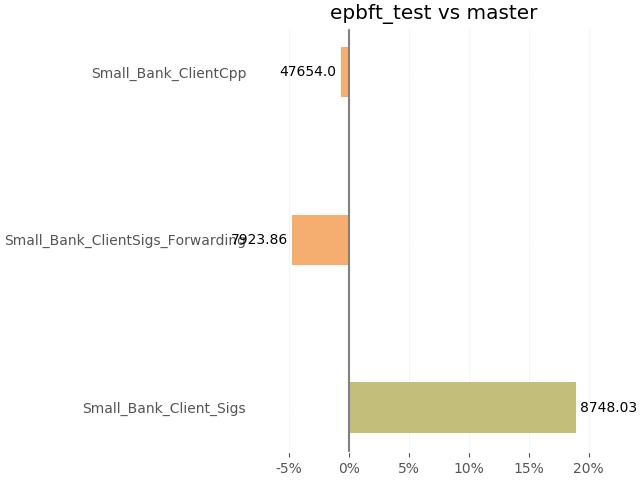 epbft_test vs master
Small_Bank_ClientCpp
47654.0
Small_Bank_ClientSigs_Forwarding
7923.86
Small_Bank_Client_Sigs
8748.03
-5% 0% 5% 10% 15% 20%